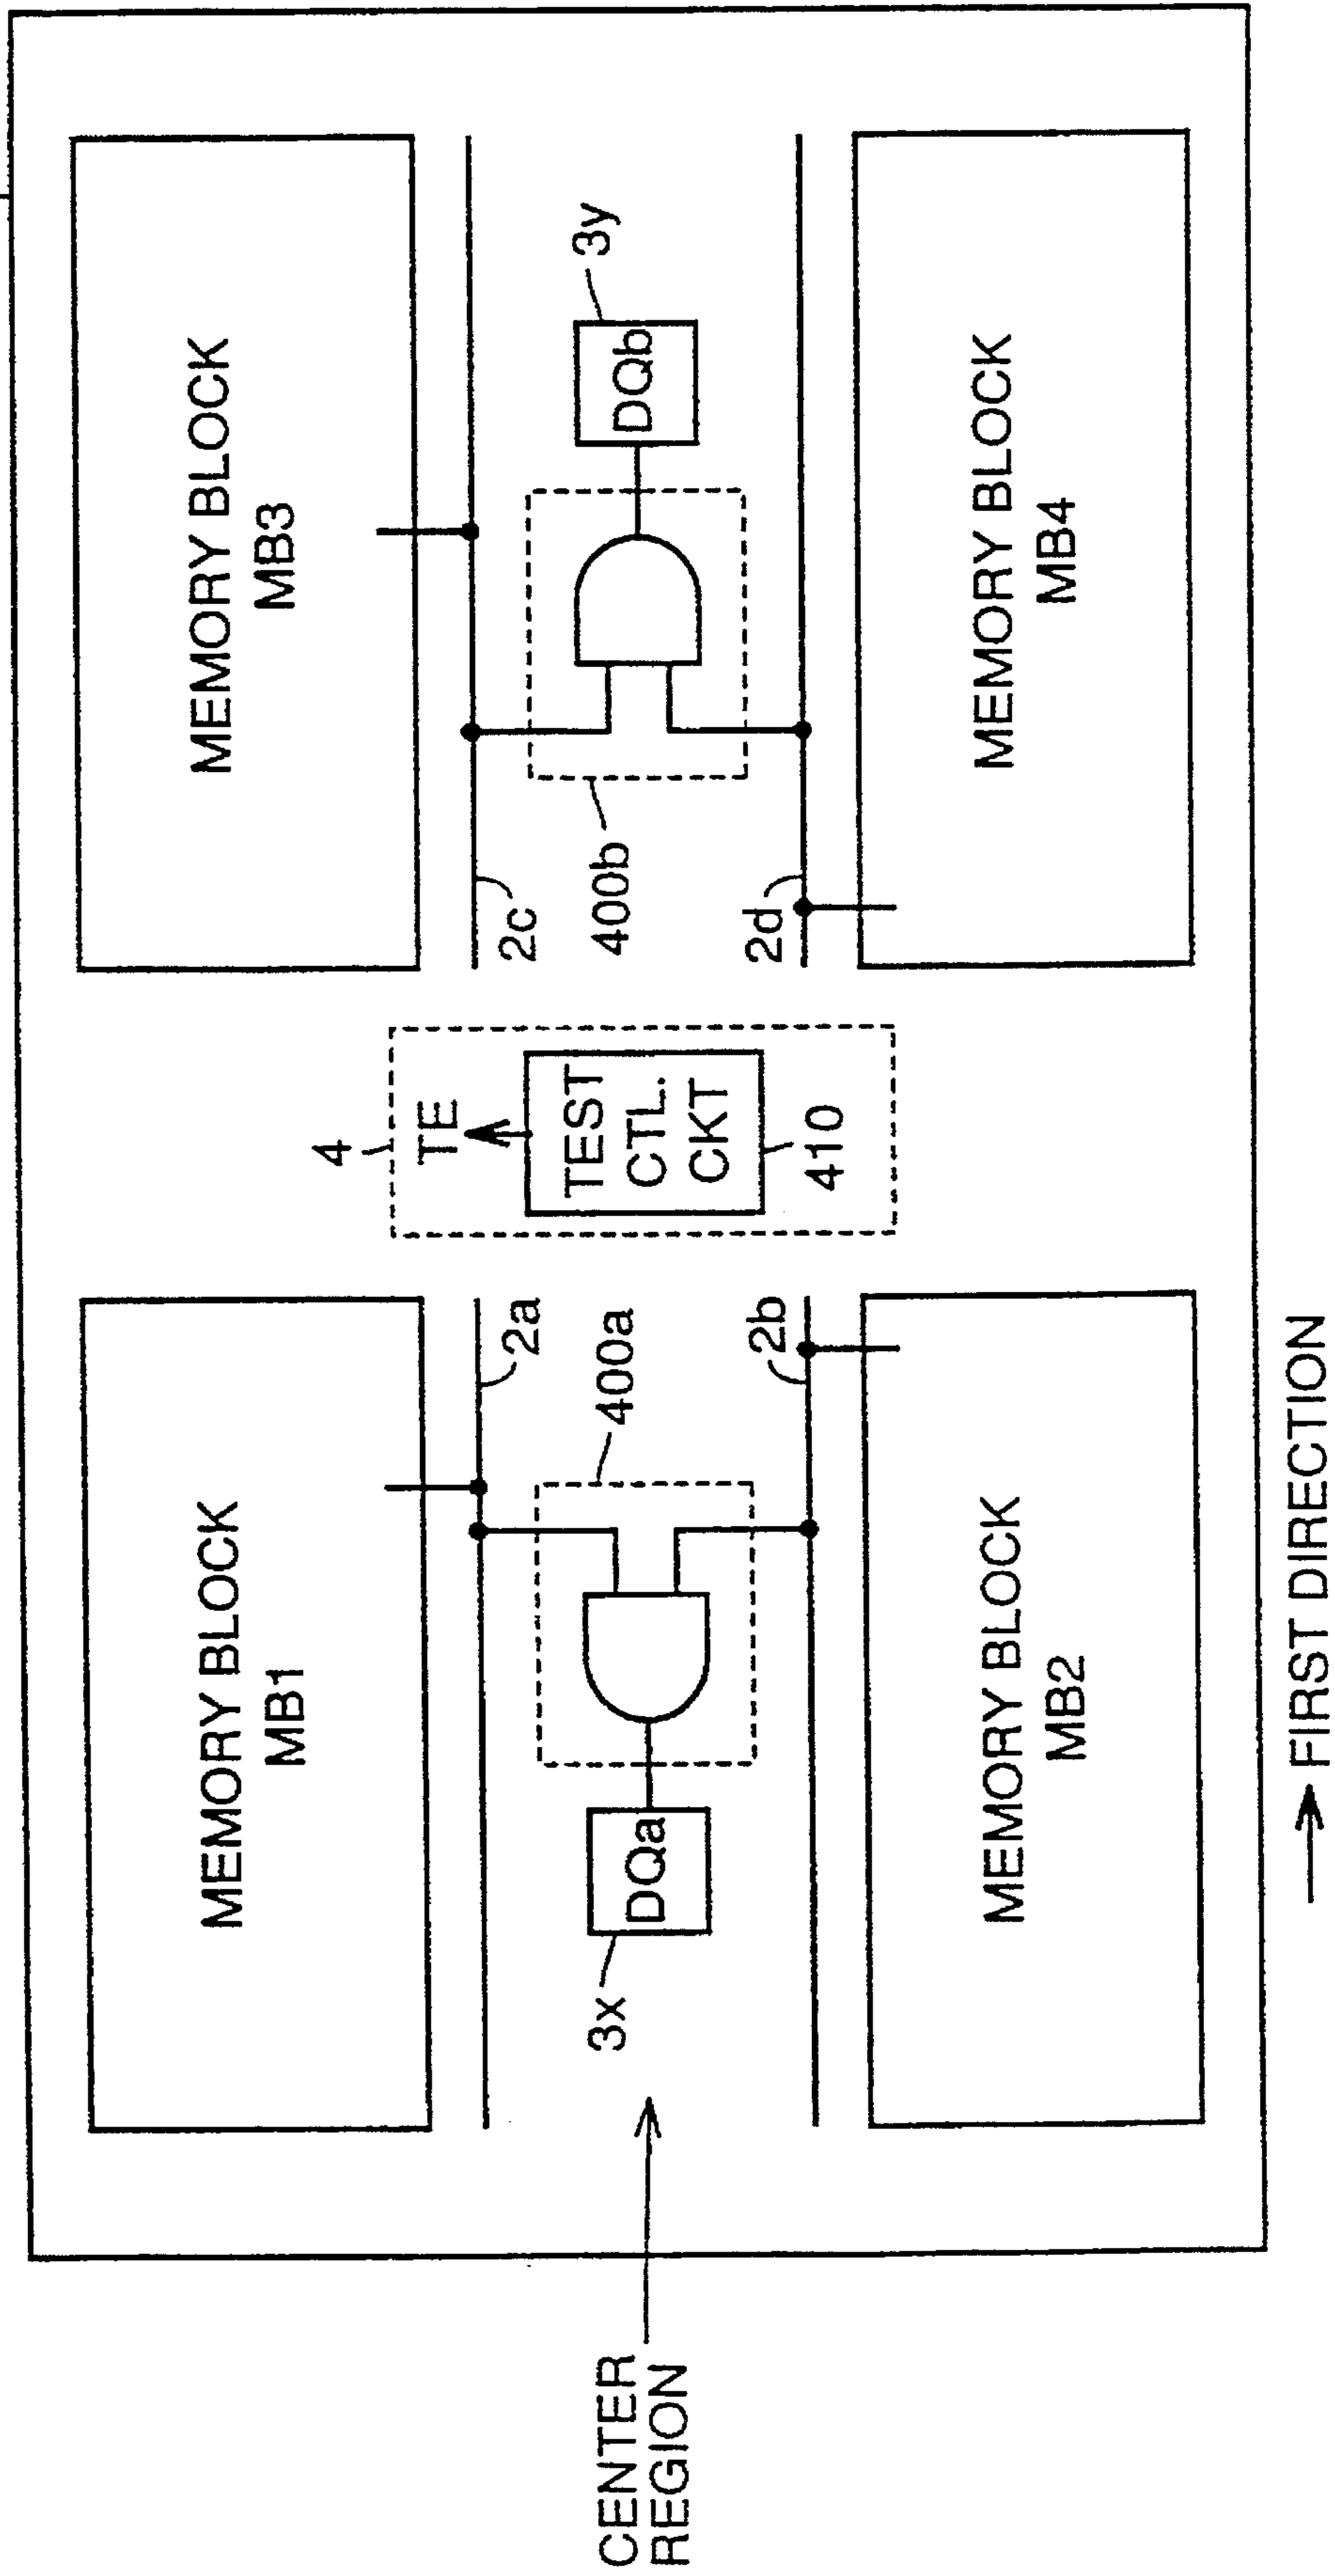 MEMORY BLOCK
MB1
MEMORY BLOCK
MB3
4
TE
TEST
CTL.
CKT
410
2a
2c
400a
3x
DQa
400b
DQb
3y
CENTER
REGION
2b
2d
MEMORY BLOCK
MB2
MEMORY BLOCK
MB4
FIRST DIRECTION